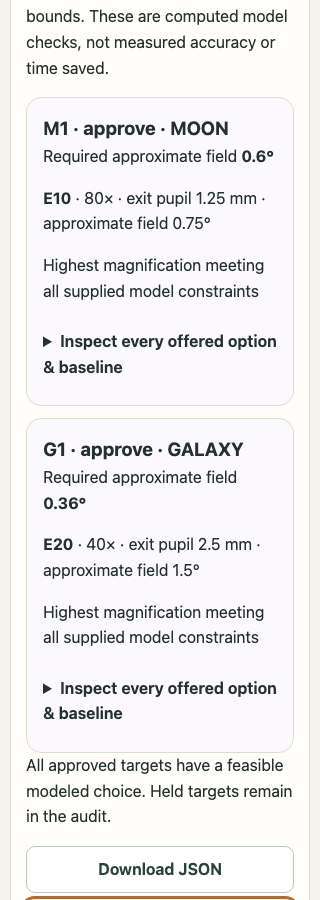 bounds. These are computed model
checks, not measured accuracy or
time saved.
M1 · approve · MOON
Required approximate field 0.6°
E10 · 80× · exit pupil 1.25 mm ·
approximate field 0.75°
Highest magnification meeting
all supplied model constraints
▶ Inspect every offered option
& baseline
G1 · approve · GALAXY
Required approximate field
0.36°
E20 · 40× · exit pupil 2.5 mm ·
approximate field 1.5°
Highest magnification meeting
all supplied model constraints
▶ Inspect every offered option
& baseline
All approved targets have a feasible
modeled choice. Held targets remain
in the audit.
Download JSON